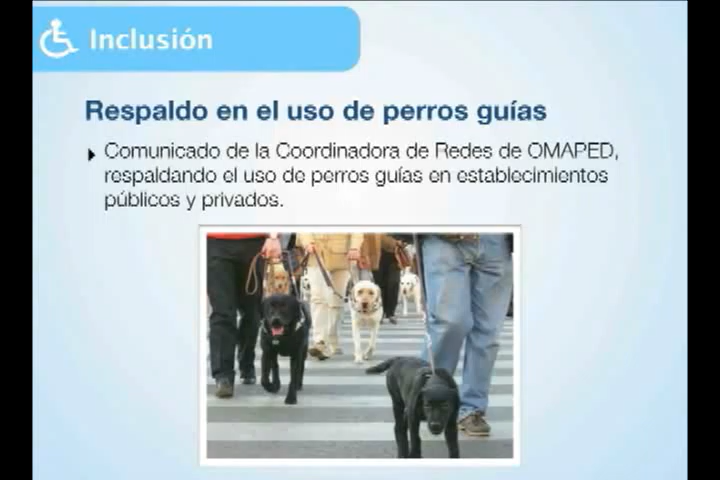 Inclusión
Respaldo en el uso de perros guías
Comunicado de la Coordinadora de Redes de OMAPED,
respaldando el uso de perros guías en establecimientos
públicos y privados.